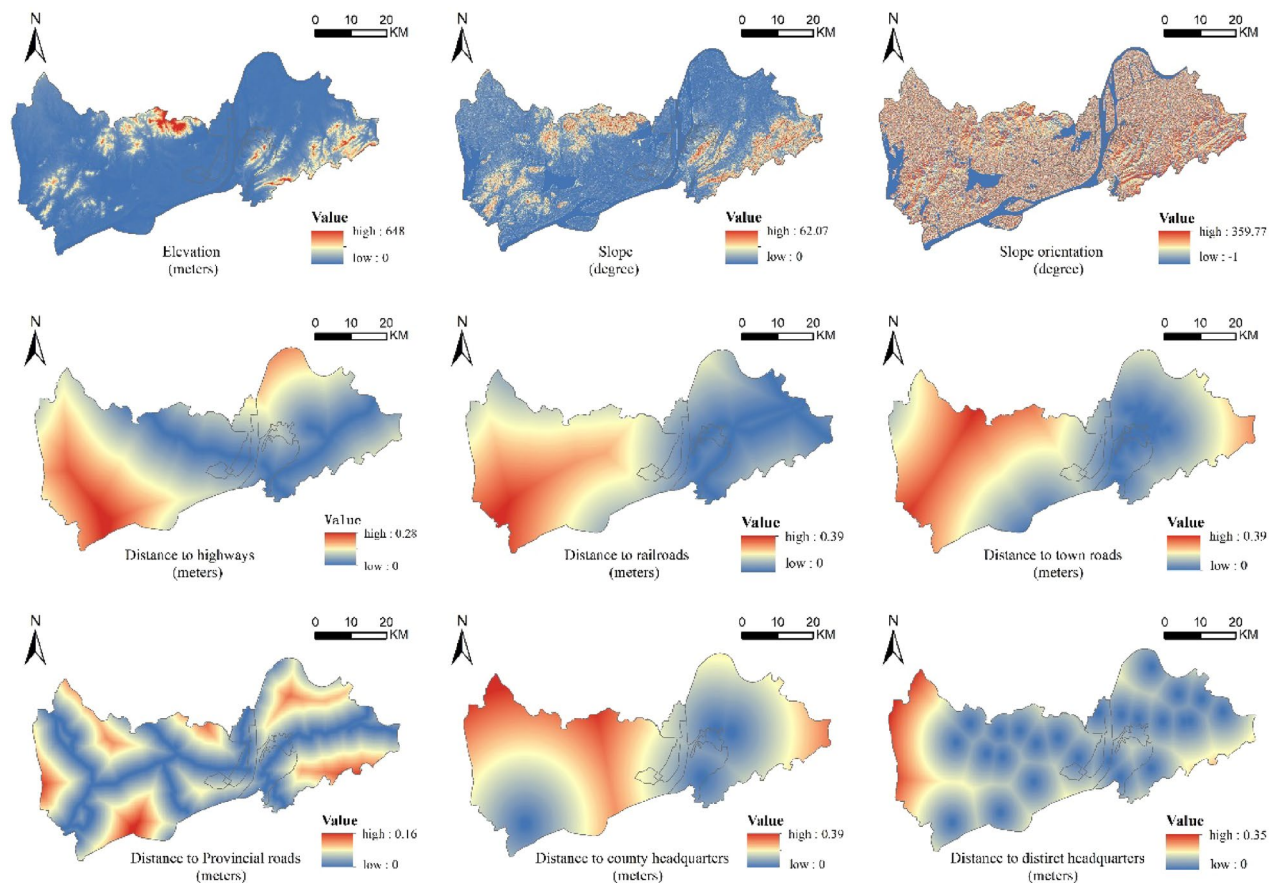 N
0 10 20
KM
Value
high : 648
low : 0
Elevation
(meters)
N
0 10 20
KM
Value
high : 62.07
low : 0
Slope
(degree)
N
0 10 20
KM
Value
high : 359.77
low : -1
Slope orientation
(degree)
N
0 10 20
KM
Value
high : 0.28
low : 0
Distance to highways
(meters)
N
0 10 20
KM
Value
high : 0.39
low : 0
Distance to railroads
(meters)
N
0 10 20
KM
Value
high : 0.39
low : 0
Distance to town roads
(meters)
N
0 10 20
KM
Value
high : 0.16
low : 0
Distance to Provincial roads
(meters)
N
0 10 20
KM
Value
high : 0.39
low : 0
Distance to county headquarters
(meters)
N
0 10 20
KM
Value
high : 0.35
low : 0
Distance to distirct headquarters
(meters)